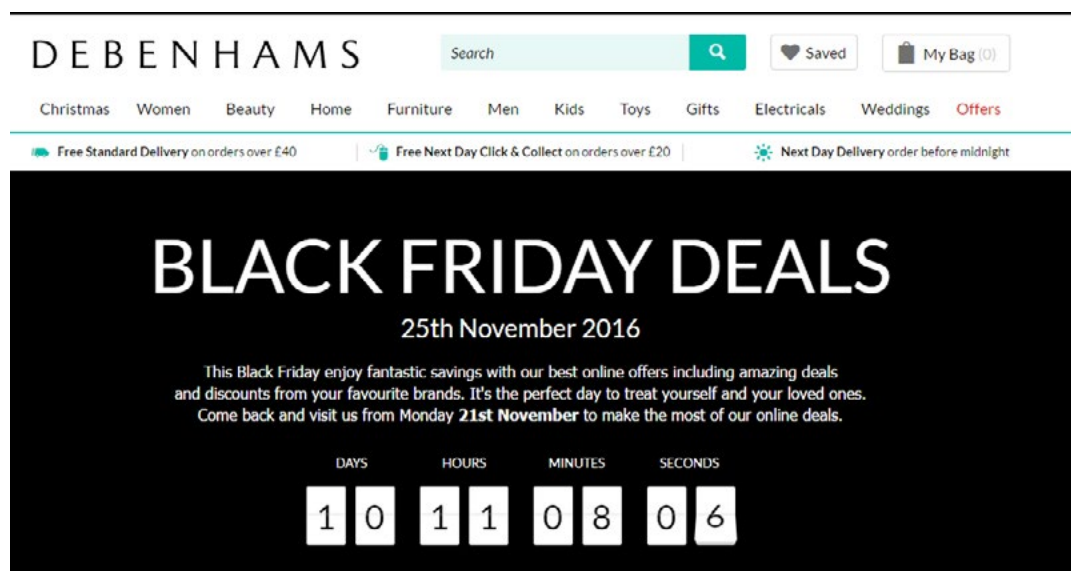 DEBENHAMS
Search
Saved
My Bag (0)
Christmas Women Beauty Home Furniture Men Kids Toys Gifts Electricals Weddings Offers
Free Standard Delivery on orders over £40
Free Next Day Click & Collect on orders over £20
Next Day Delivery order before midnight
BLACK FRIDAY DEALS
25th November 2016
This Black Friday enjoy fantastic savings with our best online offers including amazing deals
and discounts from your favourite brands. It's the perfect day to treat yourself and your loved ones.
Come back and visit us from Monday 21st November to make the most of our online deals.
DAYS HOURS MINUTES SECONDS
10 11 08 06